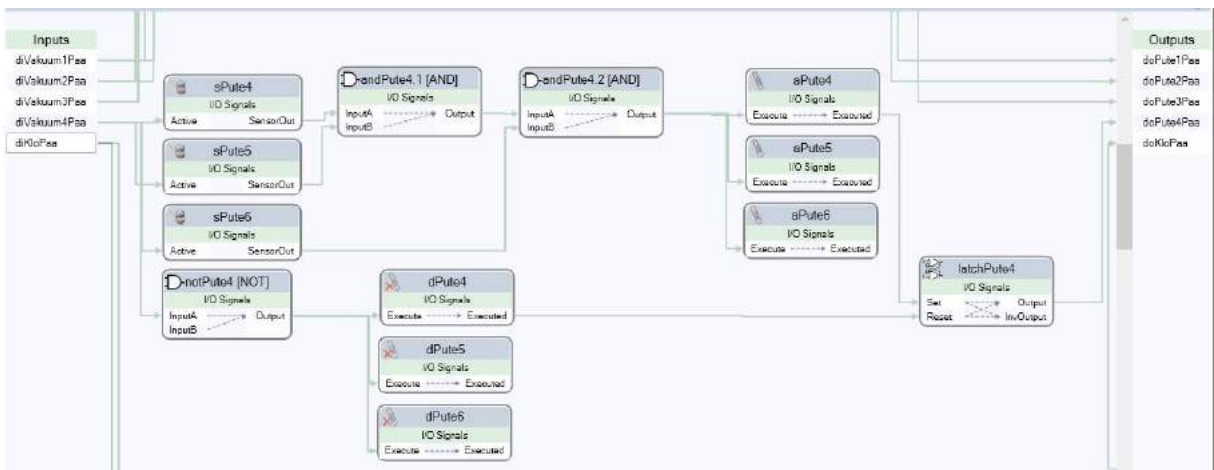 Inputs
diVakuum1Paa
diVakuum2Paa
diVakuum3Paa
diVakuum4Paa
diKloPaa
sPute4
I/O Signals
Active SensorOut
sPute5
I/O Signals
Active SensorOut
sPute6
I/O Signals
Active SensorOut
andPute4.1 [AND]
I/O Signals
InputA Output
InputB
andPute4.2 [AND]
I/O Signals
InputA Output
InputB
aPute4
I/O Signals
Execute Executed
aPute5
I/O Signals
Execute Executed
aPute6
I/O Signals
Execute Executed
notPute4 [NOT]
I/O Signals
InputA Output
InputB
dPute4
I/O Signals
Execute Executed
dPute5
I/O Signals
Execute Executed
dPute6
I/O Signals
Execute Executed
latchPute4
I/O Signals
Set Output
Reset InvOutput
Outputs
doPute1Paa
doPute2Paa
doPute3Paa
doPute4Paa
doKloPaa